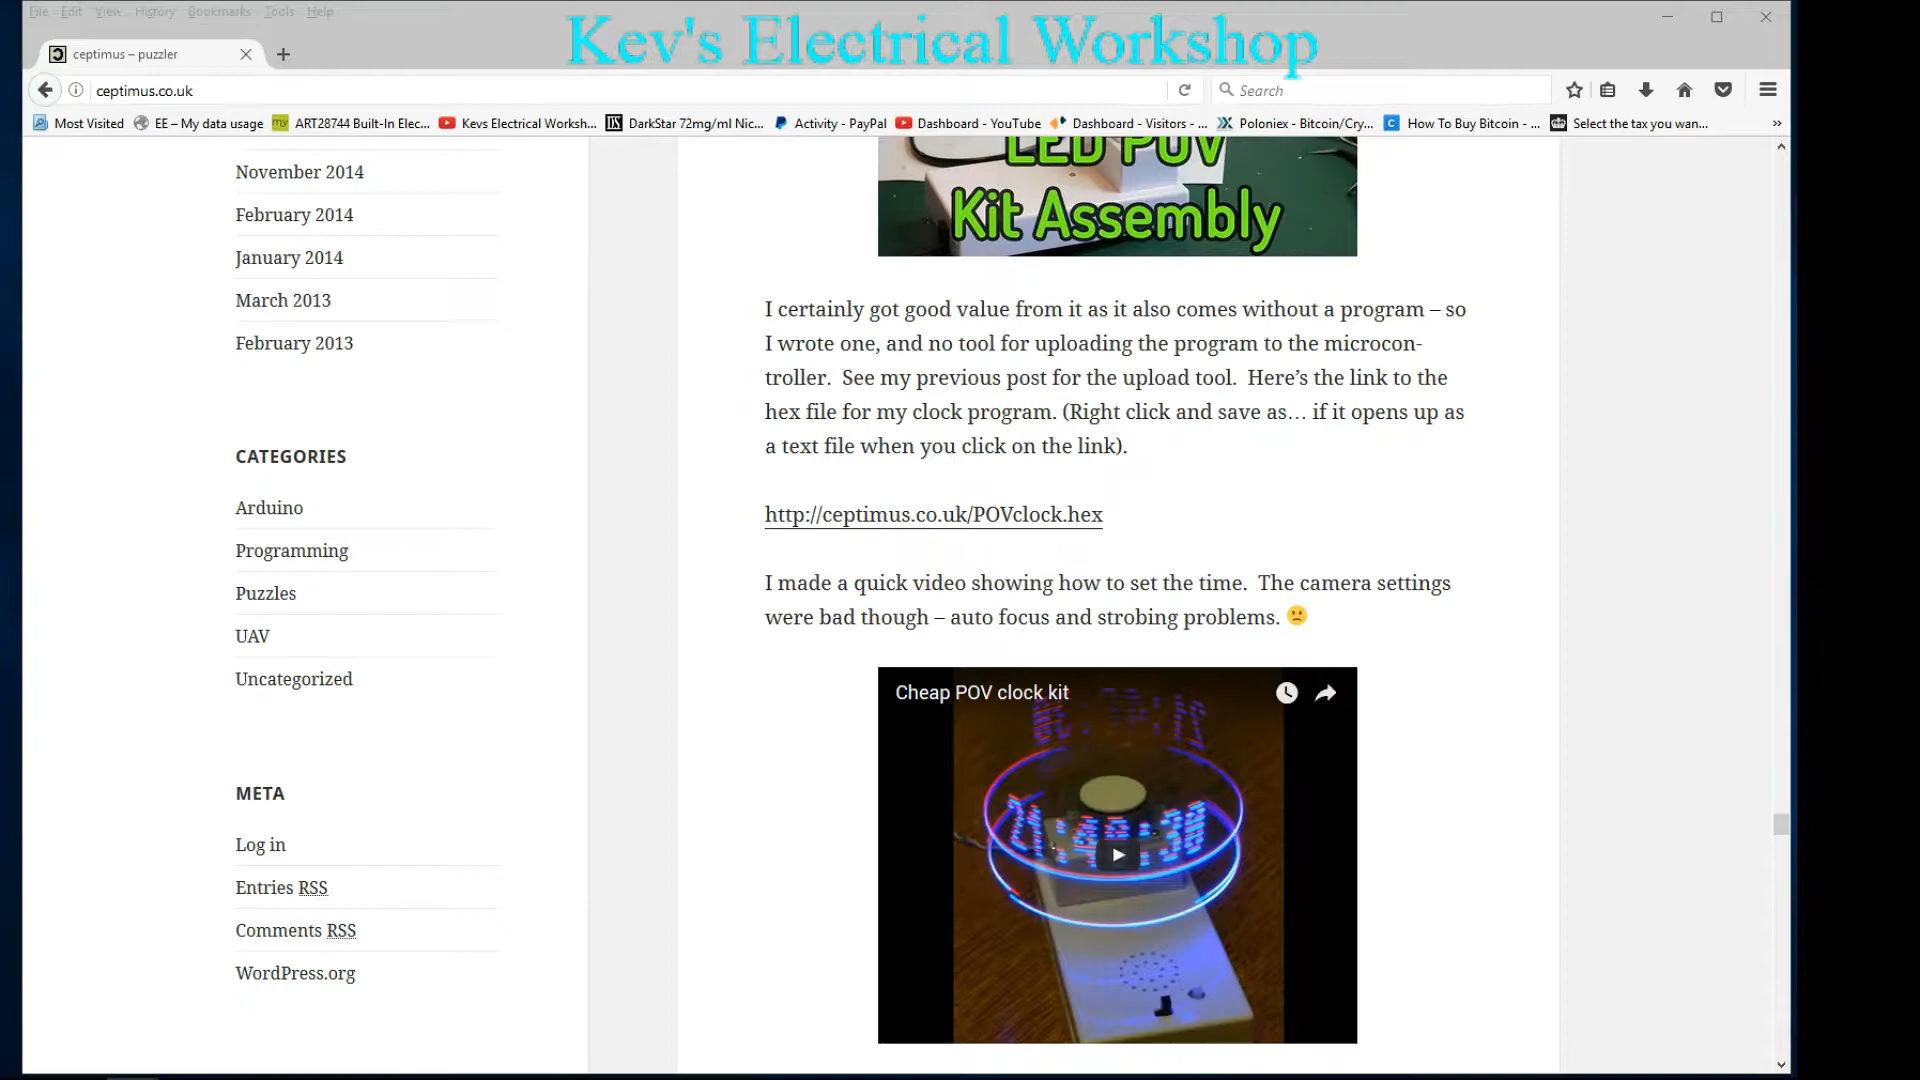 File Edit View History Bookmarks Tools Help
Kev's Electrical Workshop
ceptimus – puzzler
ceptimus.co.uk
Search
Most Visited
EE – My data usage
ART28744 Built-In Elec...
Kevs Electrical Worksh...
DarkStar 72mg/ml Nic...
Activity - PayPal
Dashboard - YouTube
Dashboard - Visitors - ...
Poloniex - Bitcoin/Cry...
How To Buy Bitcoin - ...
Select the tax you wan...
November 2014
February 2014
January 2014
March 2013
February 2013
CATEGORIES
Arduino
Programming
Puzzles
UAV
Uncategorized
META
Log in
Entries RSS
Comments RSS
WordPress.org
LED POV
Kit Assembly
I certainly got good value from it as it also comes without a program – so
I wrote one, and no tool for uploading the program to the microcon-
troller. See my previous post for the upload tool. Here’s the link to the
hex file for my clock program. (Right click and save as… if it opens up as
a text file when you click on the link).
http://ceptimus.co.uk/POVclock.hex
I made a quick video showing how to set the time. The camera settings
were bad though – auto focus and strobing problems.
Cheap POV clock kit